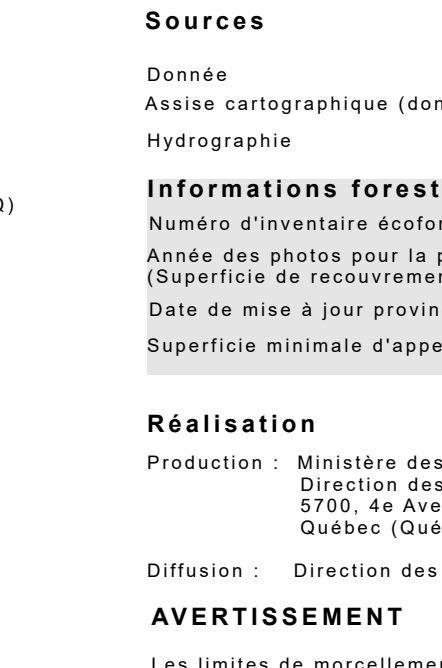 Sources
Donnée
Assise cartographique (don
Hydrographie
Q)
Informations forest
Numéro d'inventaire écofor
Année des photos pour la p
(Superficie de recouvremen
Date de mise à jour provin
Superficie minimale d'appe
Réalisation
Production : Ministère des
Direction des
5700, 4e Ave
Québec (Qué
Diffusion : Direction des
AVERTISSEMENT
Les limites de morcellemen